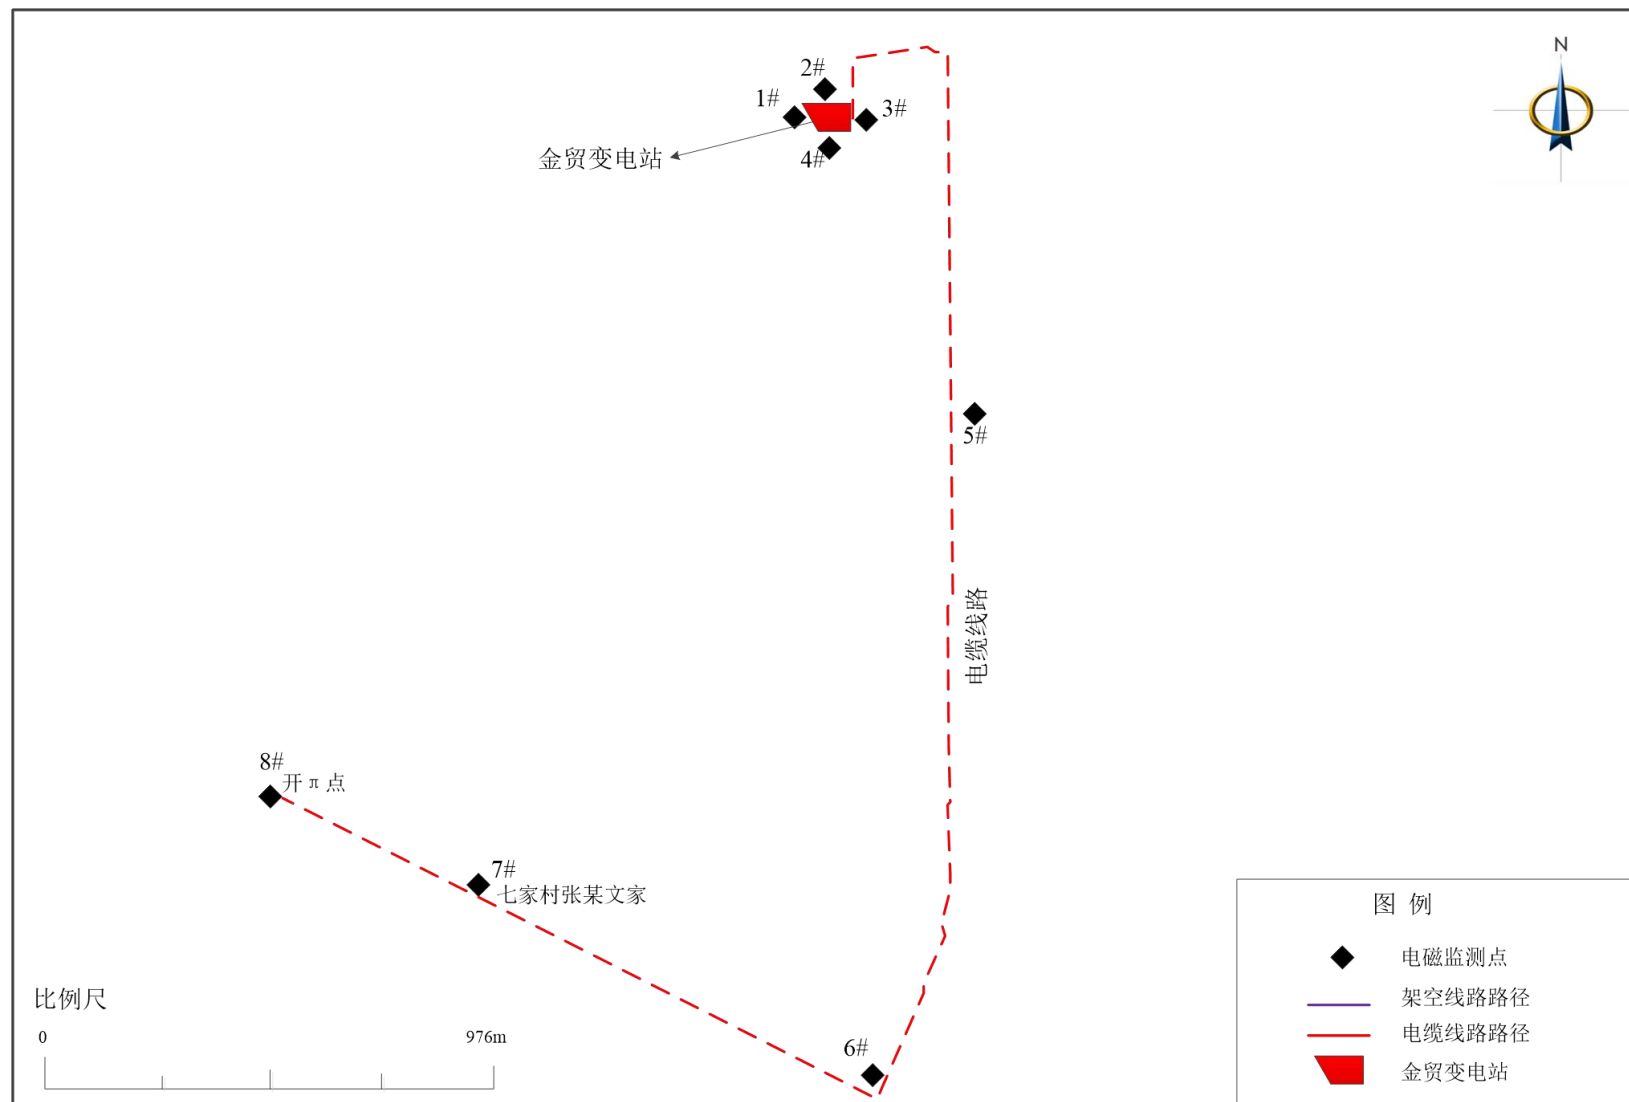 N
2#
1#
3#
4#
金贸变电站
5#
电缆线路
8#
开π点
7#
七家村张某文家
6#
比例尺
0
976m
图 例
电磁监测点
架空线路路径
电缆线路路径
金贸变电站